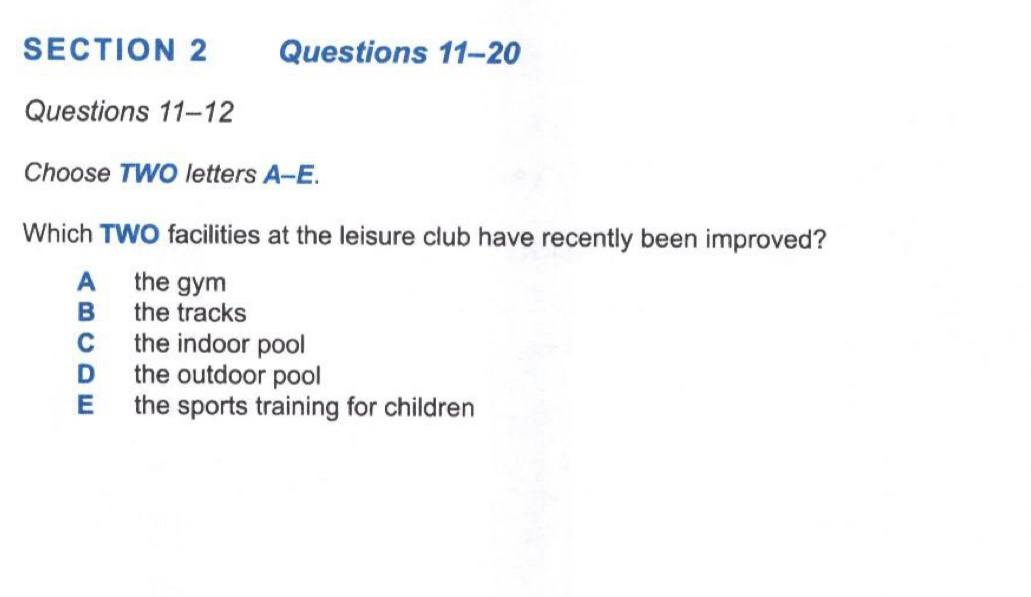 SECTION 2 Questions 11–20
Questions 11–12
Choose TWO letters A–E.
Which TWO facilities at the leisure club have recently been improved?
A the gym
B the tracks
C the indoor pool
D the outdoor pool
E the sports training for children